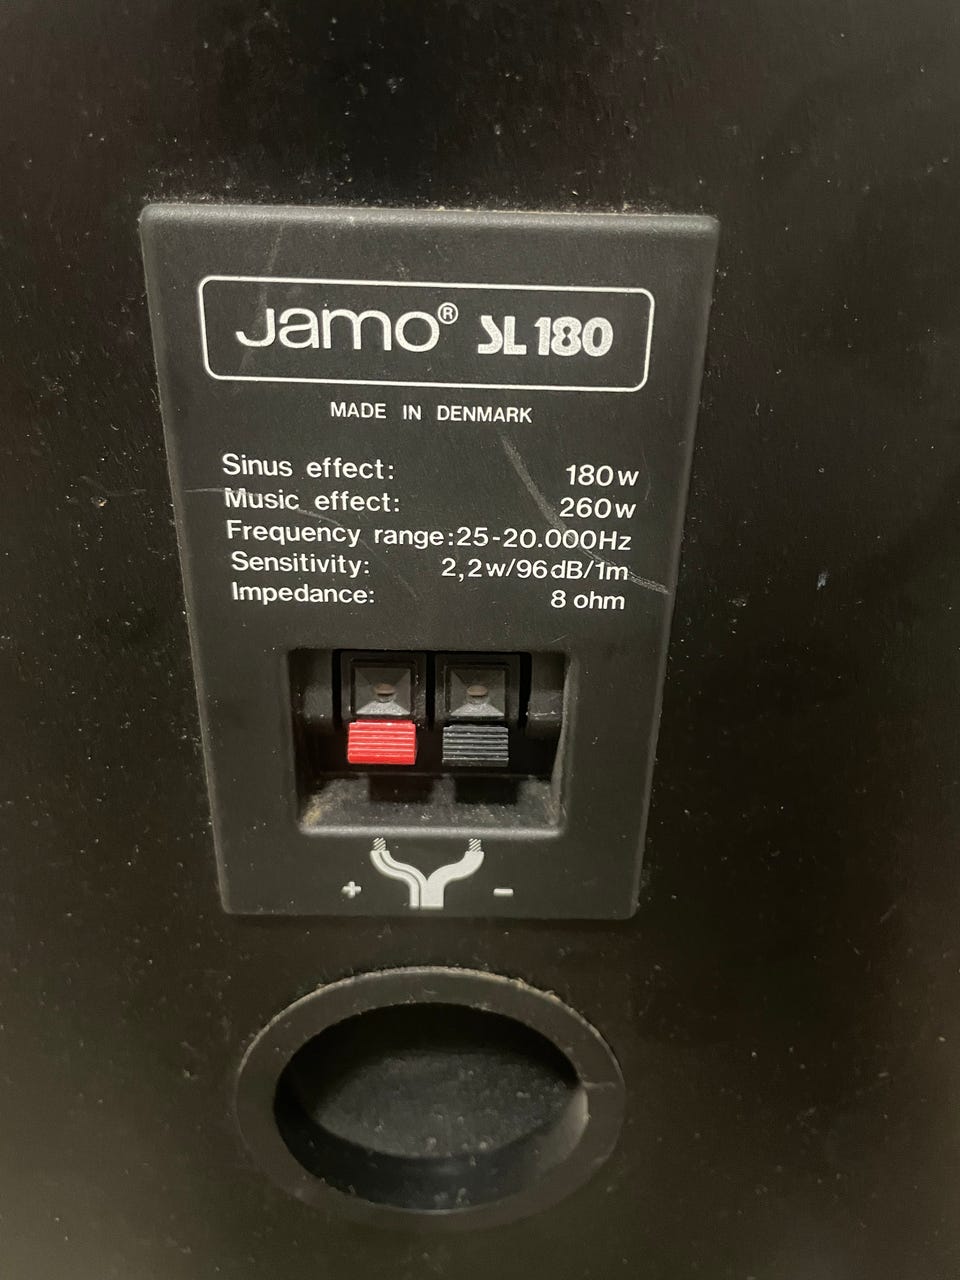 Jamo® SL 180
MADE IN DENMARK
Sinus effect: 180w
Music effect: 260w
Frequency range:25-20.000Hz
Sensitivity: 2,2w/96dB/1m
Impedance: 8 ohm
+ -